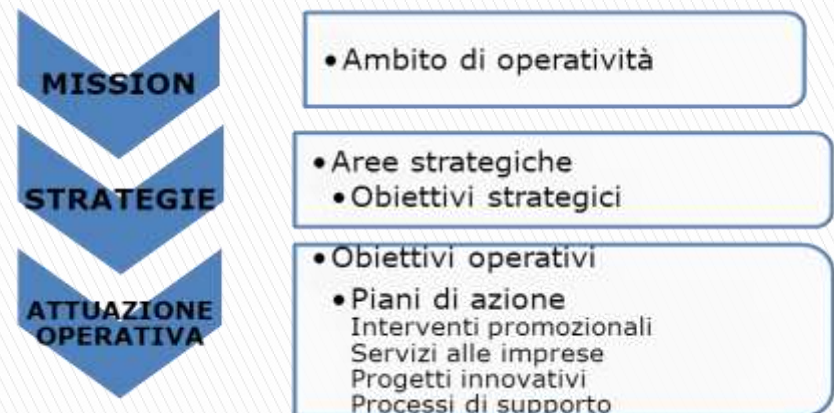 MISSION
• Ambito di operatività
STRATEGIE
• Aree strategiche
• Obiettivi strategici
ATTUAZIONE
OPERATIVA
• Obiettivi operativi
• Piani di azione
Interventi promozionali
Servizi alle imprese
Progetti innovativi
Processi di supporto